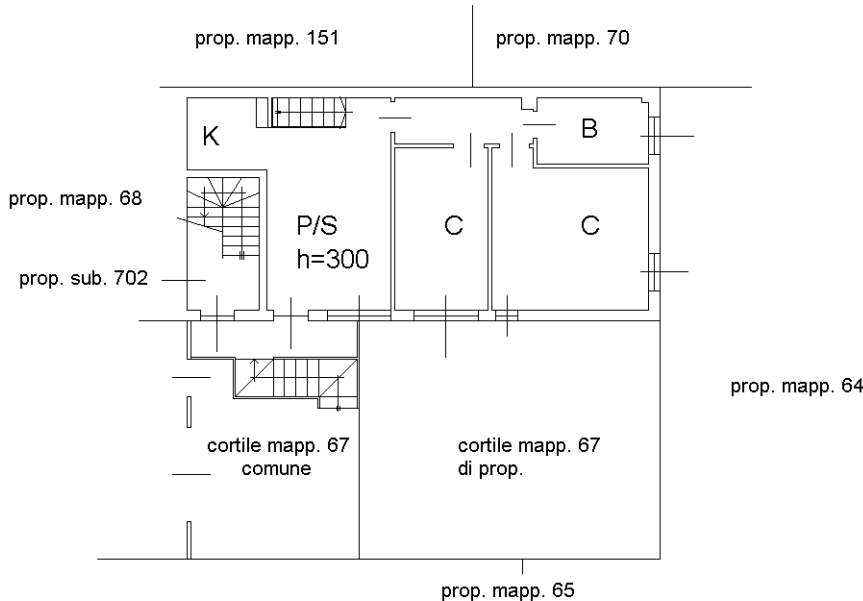 prop. mapp. 151
prop. mapp. 70
K
B
prop. mapp. 68
P/S
h=300
C
C
prop. sub. 702
prop. mapp. 64
cortile mapp. 67
comune
cortile mapp. 67
di prop.
prop. mapp. 65